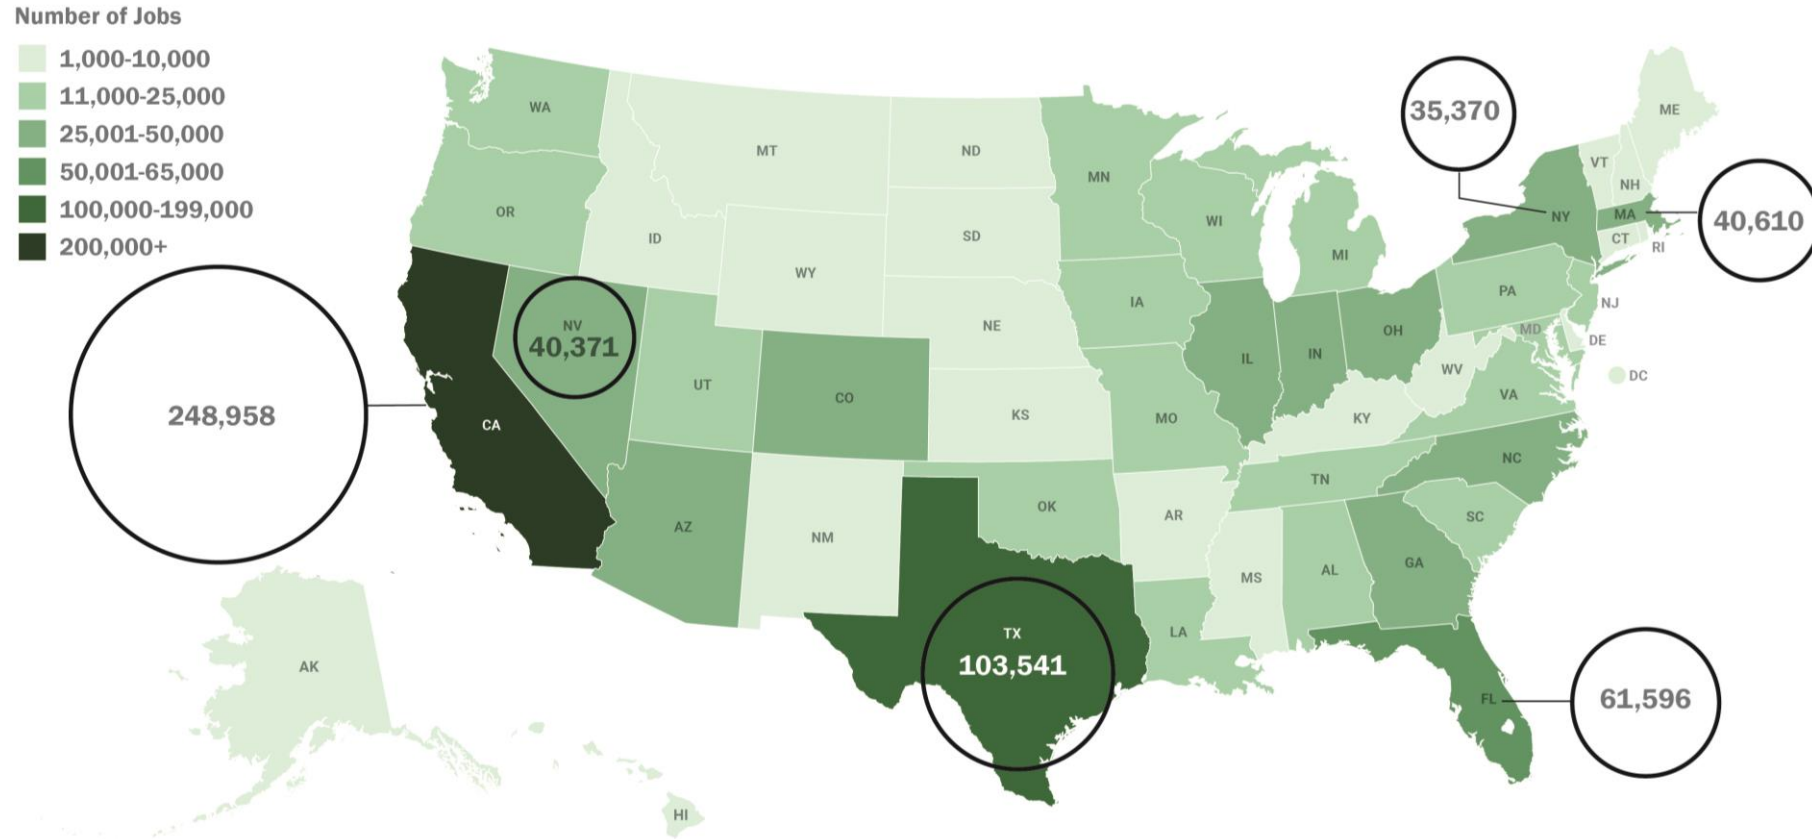 Number of Jobs
1,000-10,000
11,000-25,000
25,001-50,000
50,001-65,000
100,000-199,000
200,000+
35,370
40,610
248,958
NV
40,371
TX
103,541
61,596
WA
OR
CA
ID
MT
WY
UT
AZ
CO
NM
ND
SD
NE
KS
OK
MN
IA
MO
AR
LA
WI
MI
IL
IN
OH
KY
TN
MS
AL
GA
FL
SC
NC
VA
WV
PA
NY
VT
NH
ME
MA
CT
RI
NJ
MD
DE
DC
AK
HI